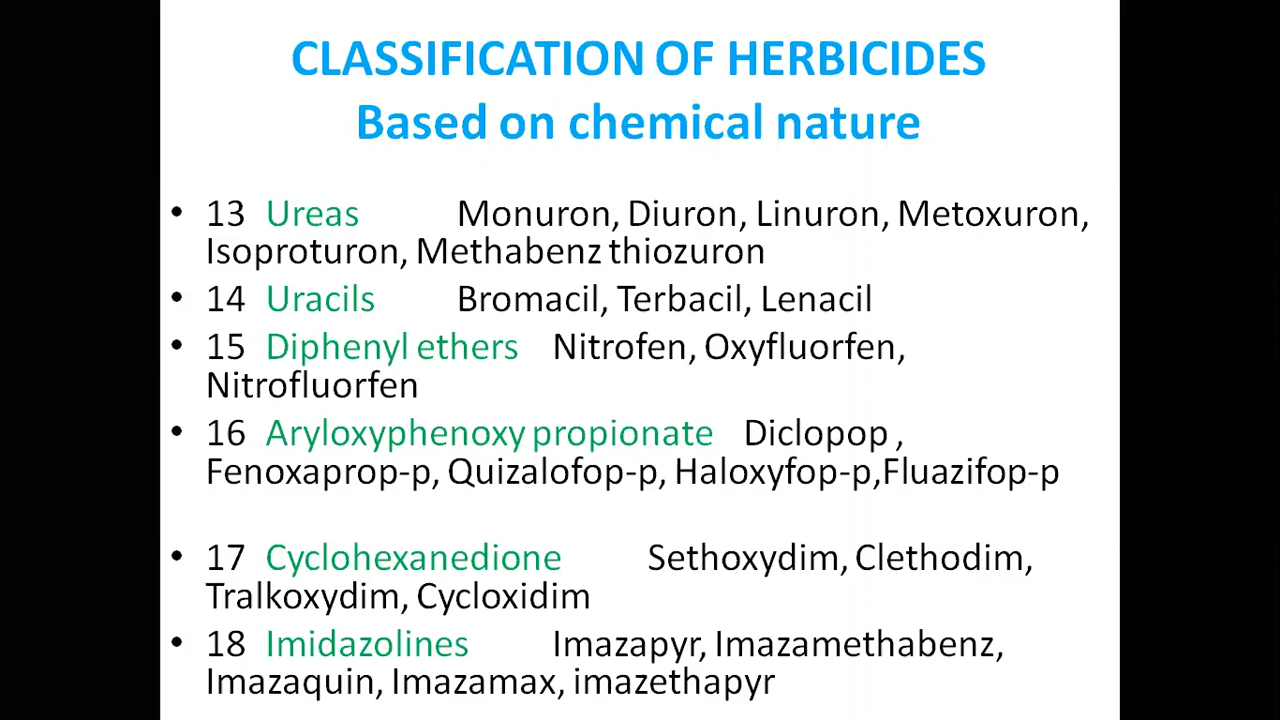 CLASSIFICATION OF HERBICIDES
Based on chemical nature
• 13 Ureas Monuron, Diuron, Linuron, Metoxuron,
Isoproturon, Methabenz thiozuron
• 14 Uracils Bromacil, Terbacil, Lenacil
• 15 Diphenyl ethers Nitrofen, Oxyfluorfen,
Nitrofluorfen
• 16 Aryloxyphenoxy propionate Diclopop ,
Fenoxaprop-p, Quizalofop-p, Haloxyfop-p,Fluazifop-p
• 17 Cyclohexanedione Sethoxydim, Clethodim,
Tralkoxydim, Cycloxidim
• 18 Imidazolines Imazapyr, Imazamethabenz,
Imazaquin, Imazamax, imazethapyr